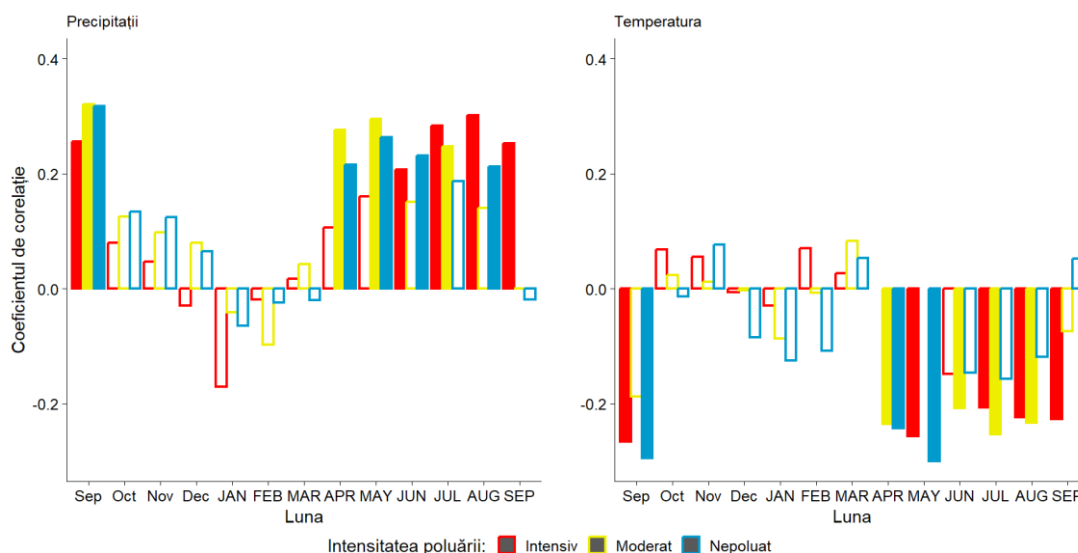 Precipitații
Temperatura
Coeficientul de corelație
0.4
0.2
0.0
-0.2
Sep Oct Nov Dec JAN FEB MAR APR MAY JUN JUL AUG SEP
Luna
0.4
0.2
0.0
-0.2
Sep Oct Nov Dec JAN FEB MAR APR MAY JUN JUL AUG SEP
Luna
Intensitatea poluării: Intensiv Moderat Nepoluat